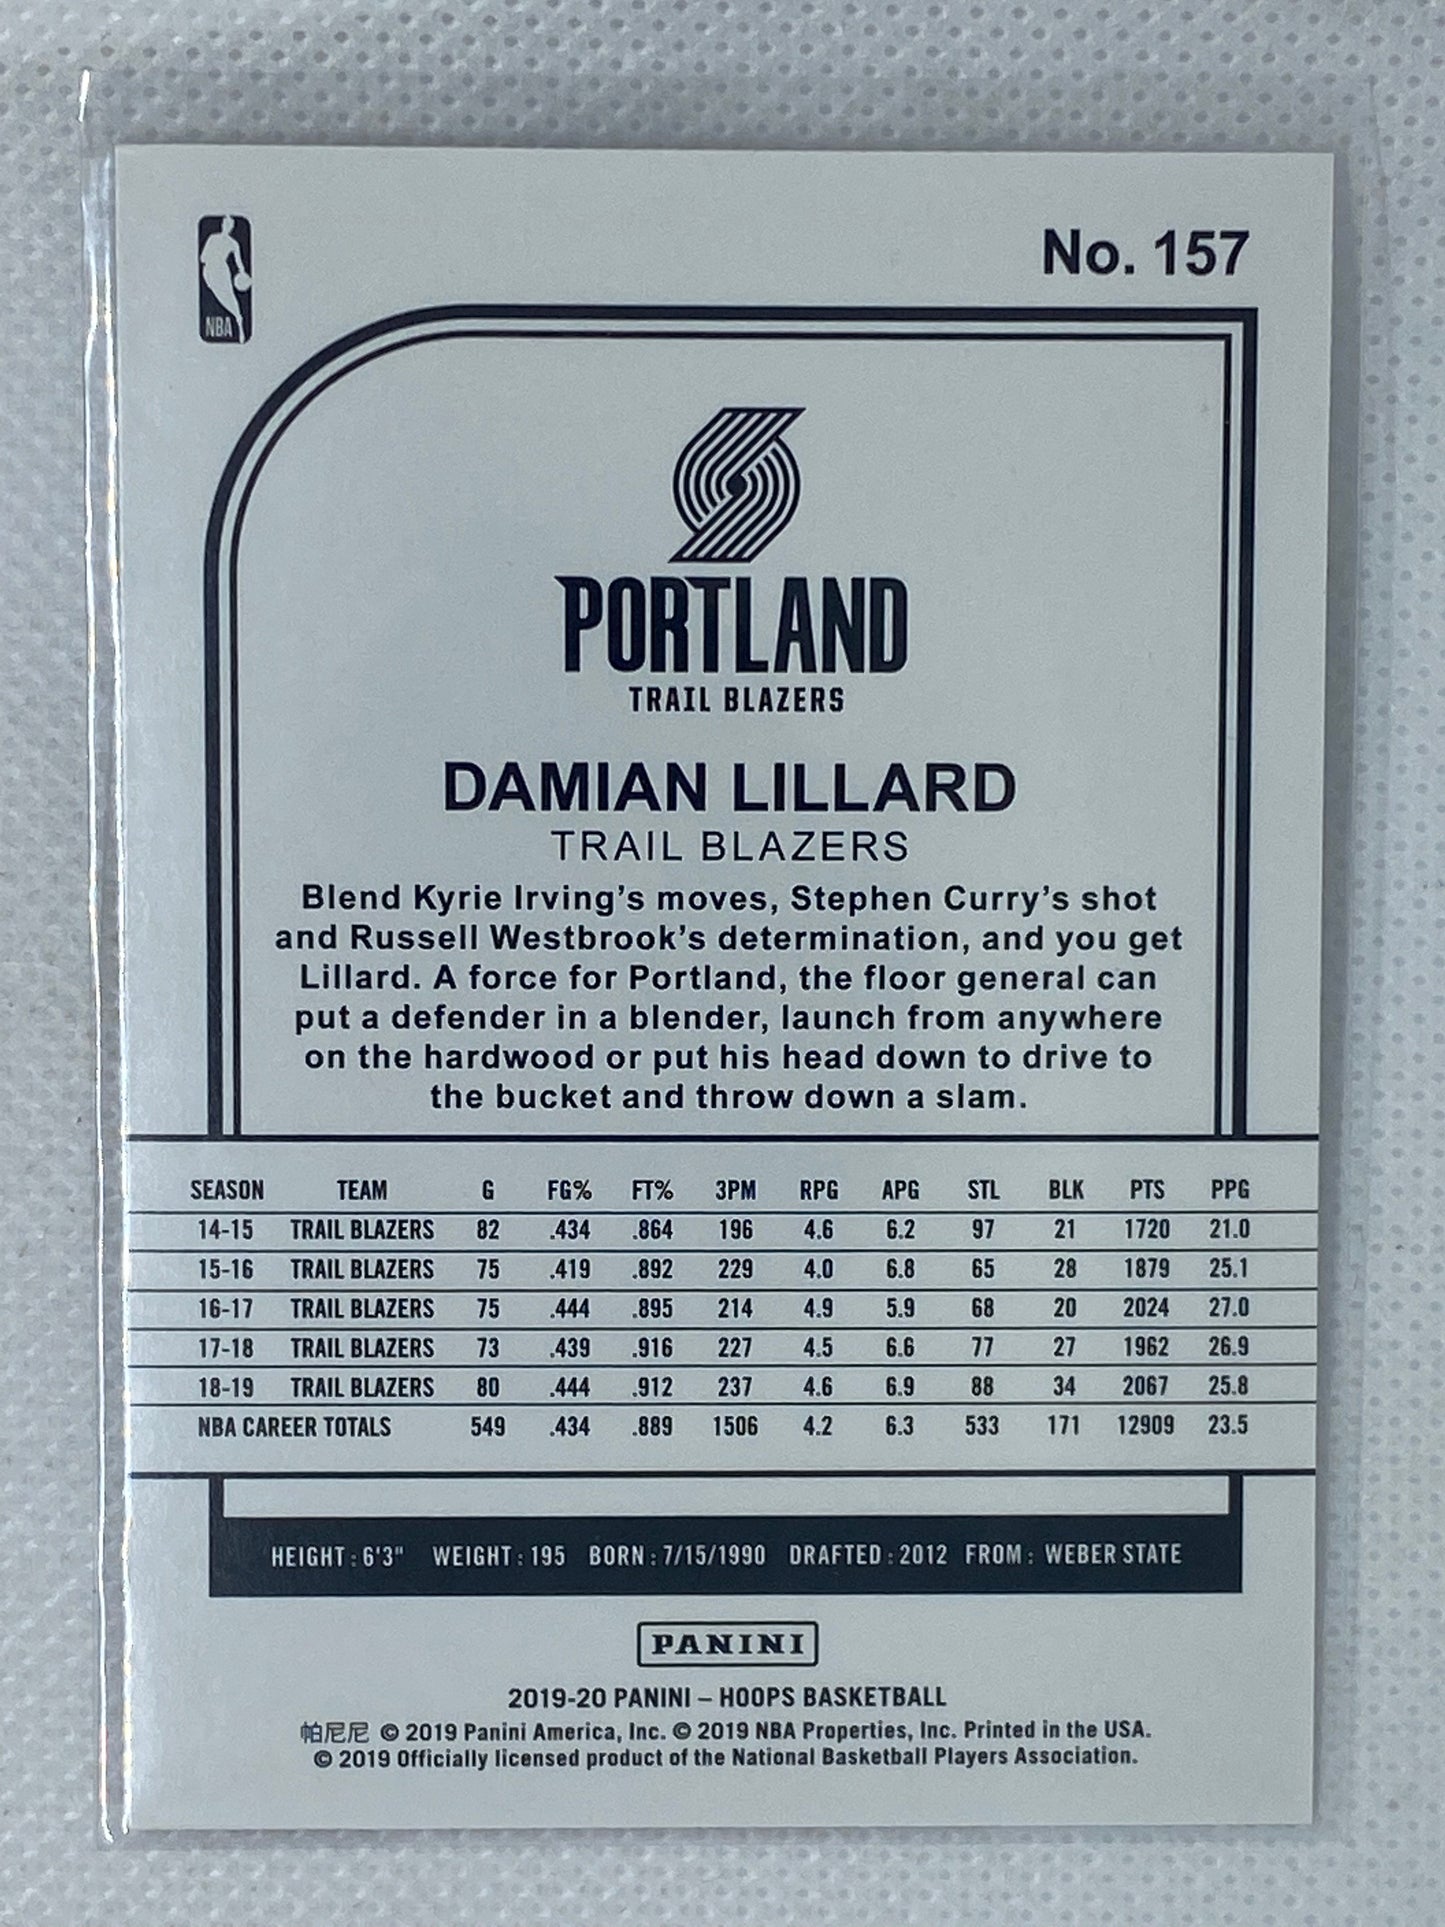 No. 157
NBA
PORTLAND
TRAIL BLAZERS
DAMIAN LILLARD
TRAIL BLAZERS
Blend Kyrie Irving's moves, Stephen Curry's shot
and Russell Westbrook's determination, and you get
Lillard. A force for Portland, the floor general can
put a defender in a blender, launch from anywhere
on the hardwood or put his head down to drive to
the bucket and throw down a slam.
SEASON TEAM G FG% FT% 3PM RPG APG STL BLK PTS PPG
14-15 TRAIL BLAZERS 82 .434 .864 196 4.6 6.2 97 21 1720 21.0
15-16 TRAIL BLAZERS 75 .419 .892 229 4.0 6.8 65 28 1879 25.1
16-17 TRAIL BLAZERS 75 .444 .895 214 4.9 5.9 68 20 2024 27.0
17-18 TRAIL BLAZERS 73 .439 .916 227 4.5 6.6 77 27 1962 26.9
18-19 TRAIL BLAZERS 80 .444 .912 237 4.6 6.9 88 34 2067 25.8
NBA CAREER TOTALS 549 .434 .889 1506 4.2 6.3 533 171 12909 23.5
HEIGHT : 6'3" WEIGHT : 195 BORN : 7/15/1990 DRAFTED : 2012 FROM : WEBER STATE
PANINI
2019-20 PANINI – HOOPS BASKETBALL
帕尼尼 © 2019 Panini America, Inc. © 2019 NBA Properties, Inc. Printed in the USA.
© 2019 Officially licensed product of the National Basketball Players Association.